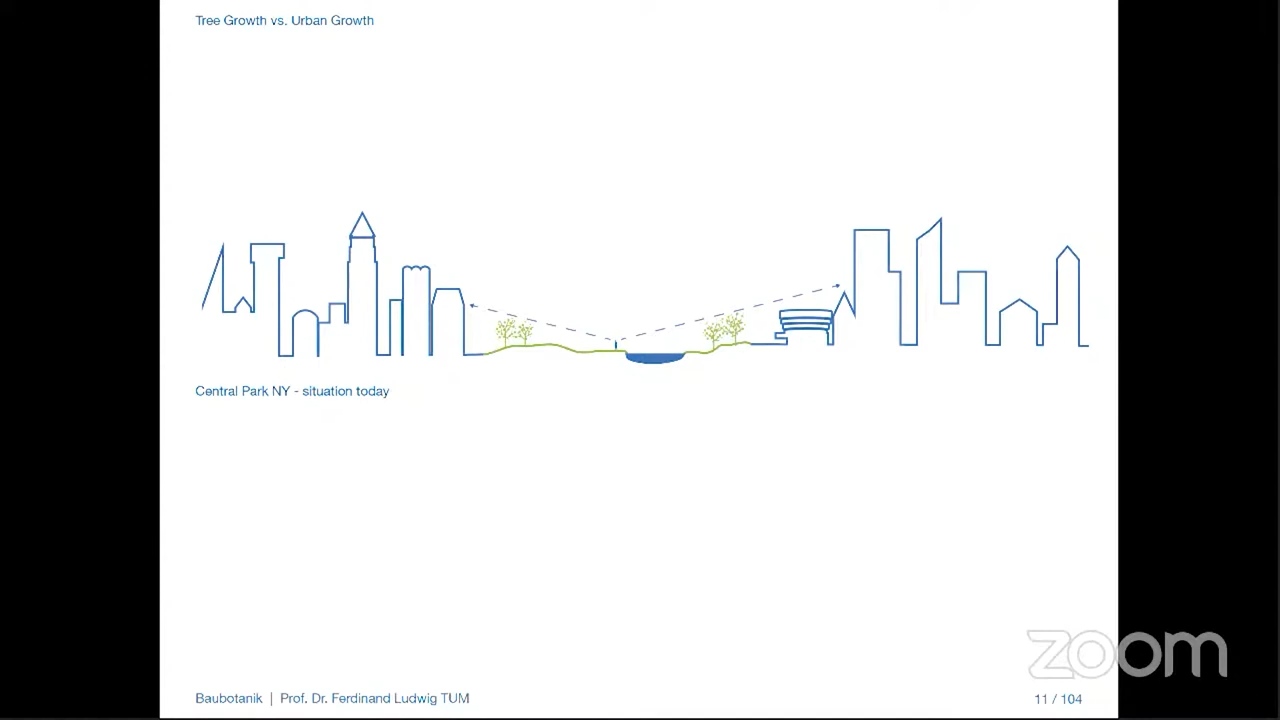 Tree Growth vs. Urban Growth
Central Park NY - situation today
Baubotanik | Prof. Dr. Ferdinand Ludwig TUM
11 / 104
zoom